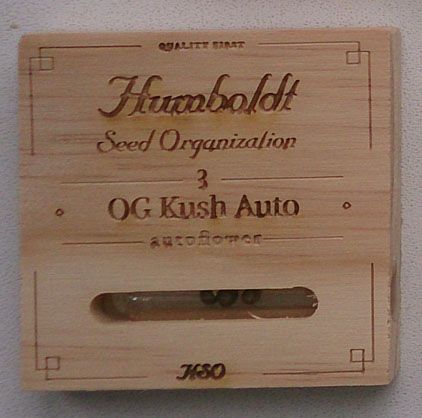 QUALITY FIRST
Humboldt
Seed Organization
3
OG Kush Auto
autoflower
HSO